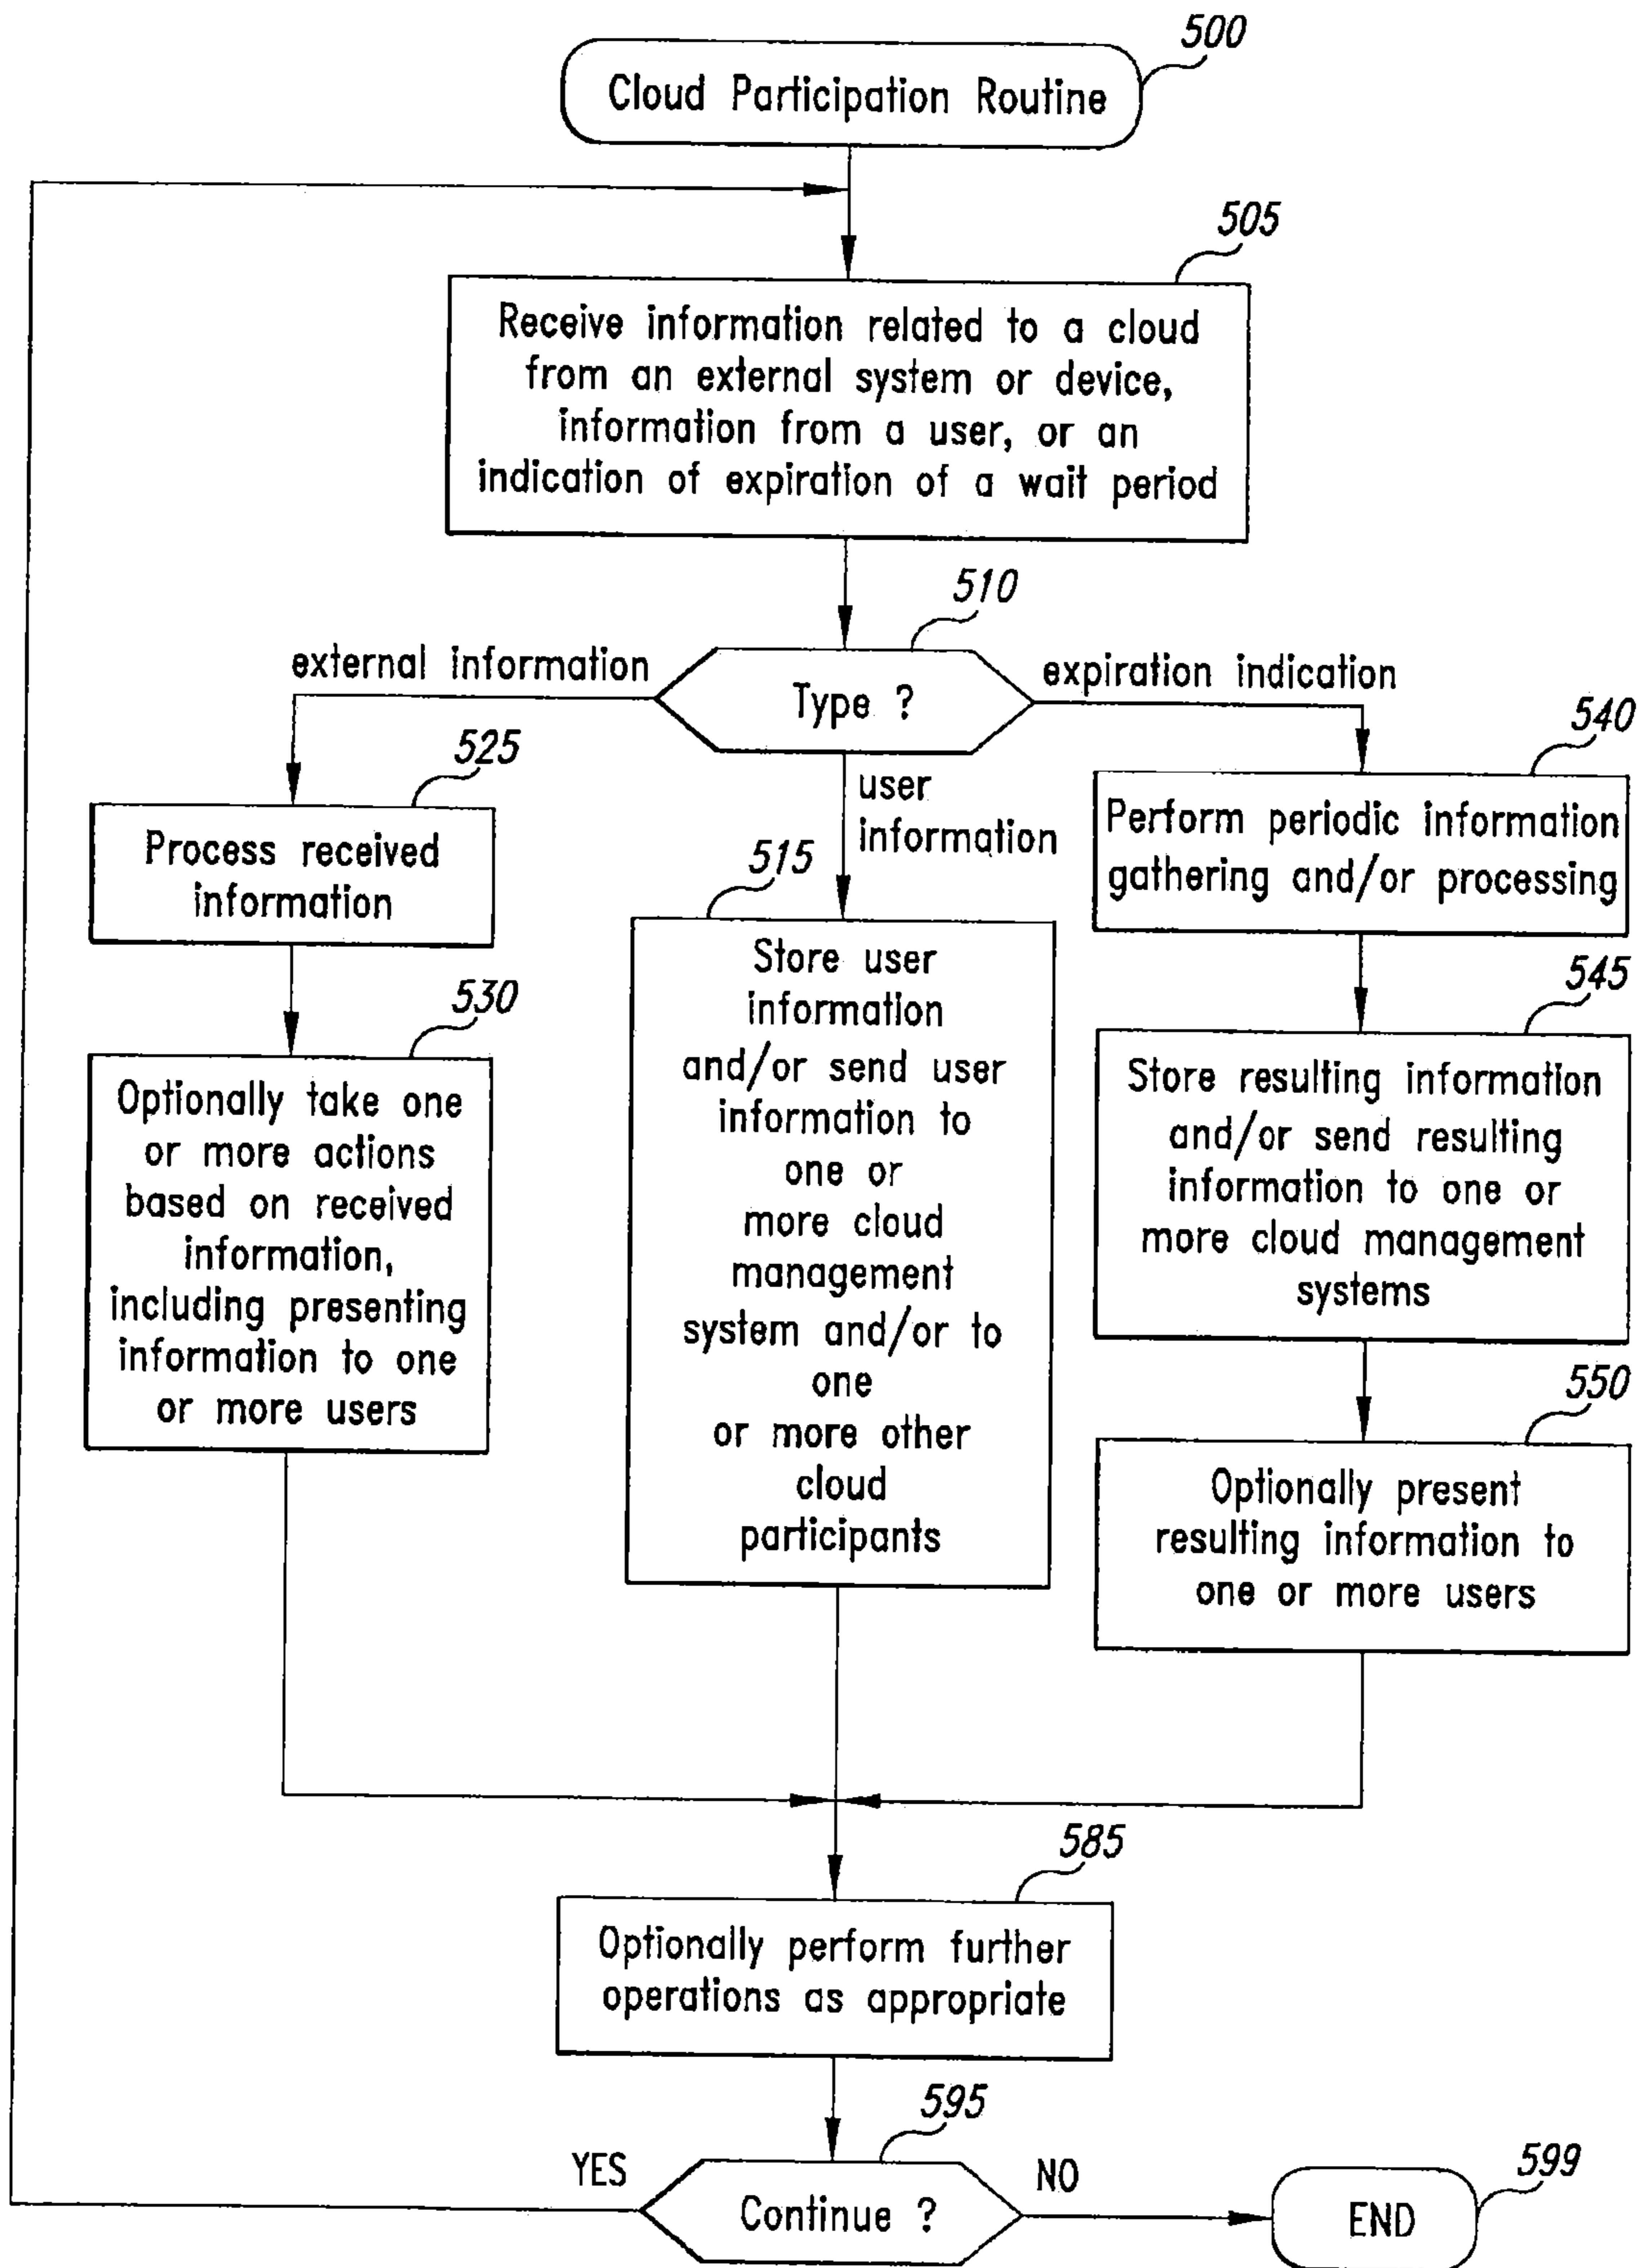 500
Cloud Participation Routine
505
Receive information related to a cloud
from an external system or device,
information from a user, or an
indication of expiration of a wait period
510
external information
Type ?
expiration indication
525
Process received
information
user
information
540
Perform periodic information
gathering and/or processing
530
Optionally take one
or more actions
based on received
information,
including presenting
information to one
or more users
515
Store user
information
and/or send user
information to
one or
more cloud
management
system and/or to
one
or more other
cloud
participants
545
Store resulting information
and/or send resulting
information to one or
more cloud management
systems
550
Optionally present
resulting information to
one or more users
585
Optionally perform further
operations as appropriate
595
YES
Continue ?
NO
599
END